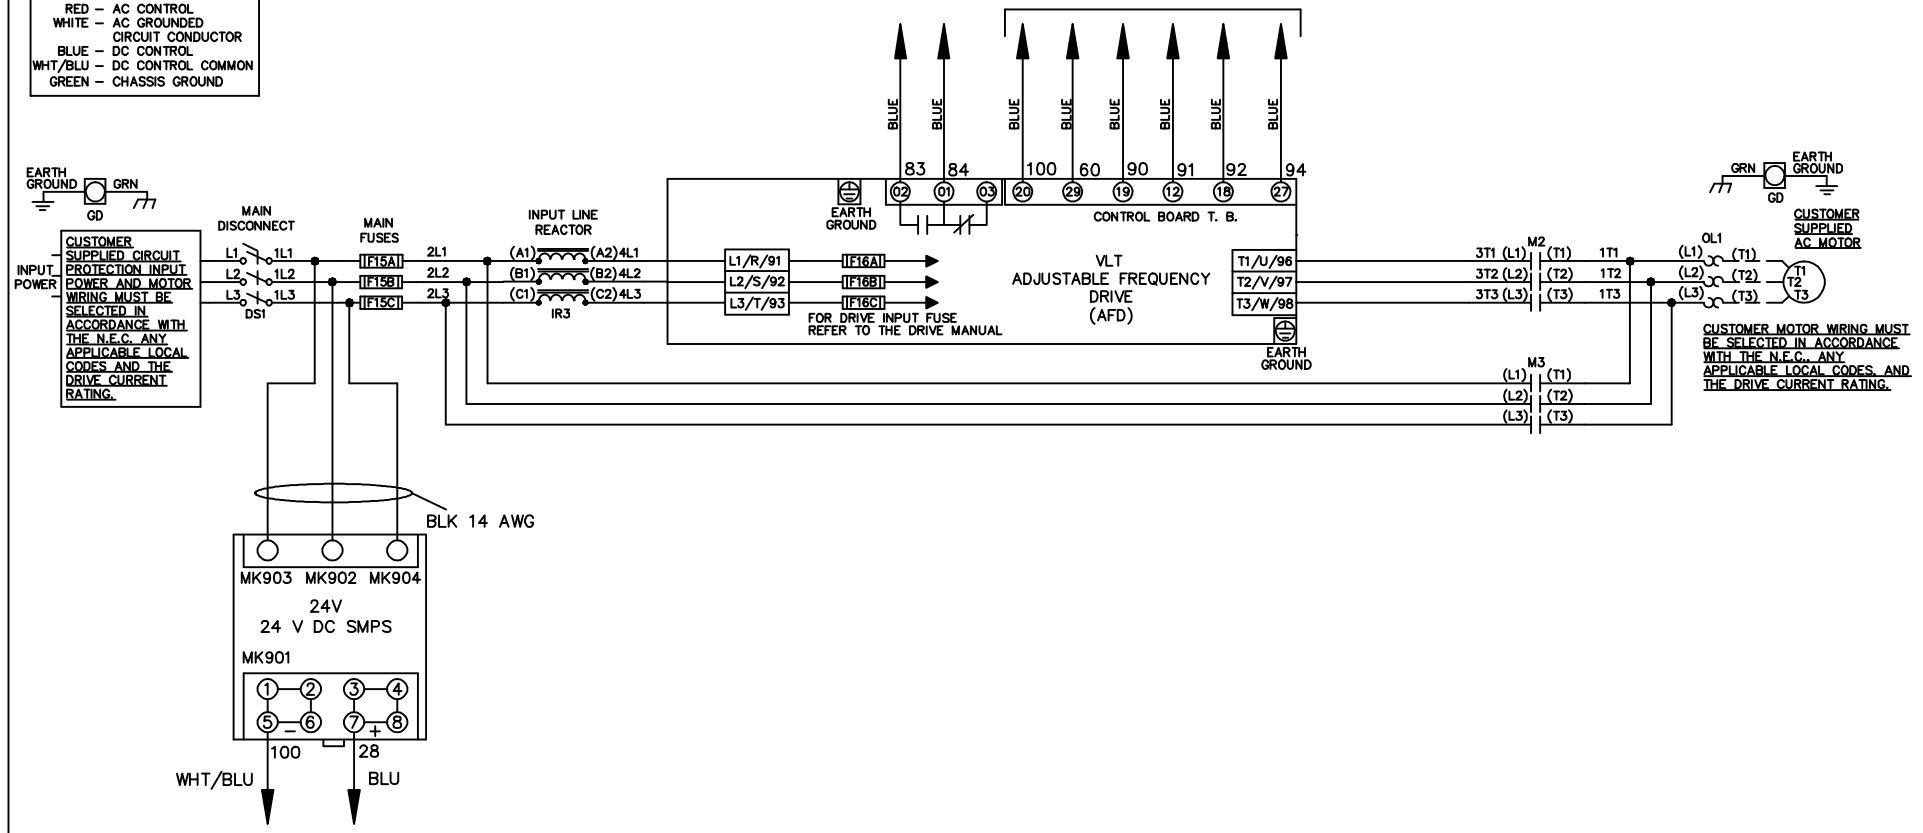 RED – AC CONTROL
WHITE – AC GROUNDED
CIRCUIT CONDUCTOR
BLUE – DC CONTROL
WHT/BLU – DC CONTROL COMMON
GREEN – CHASSIS GROUND
BLUE
BLUE
BLUE
BLUE
BLUE
BLUE
BLUE
BLUE
83
84
100
60
90
91
92
94
02
01
03
20
29
19
12
18
27
EARTH
GROUND
GRN
GD
EARTH
GROUND
CONTROL BOARD T. B.
GRN
EARTH
GROUND
GD
CUSTOMER
SUPPLIED
AC MOTOR
INPUT
POWER
CUSTOMER
SUPPLIED CIRCUIT
PROTECTION INPUT
POWER AND MOTOR
WIRING MUST BE
SELECTED IN
ACCORDANCE WITH
THE N.E.C. ANY
APPLICABLE LOCAL
CODES AND THE
DRIVE CURRENT
RATING.
MAIN
DISCONNECT
L1 1L1
L2 1L2
L3 1L3
DS1
MAIN
FUSES
F15A
F15B
F15C
2L1
2L2
2L3
INPUT LINE
REACTOR
(A1) (A2) 4L1
(B1) (B2) 4L2
(C1) (C2) 4L3
IR3
L1/R/91
L2/S/92
L3/T/93
F16A
F16B
F16C
FOR DRIVE INPUT FUSE
REFER TO THE DRIVE MANUAL
VLT
ADJUSTABLE FREQUENCY
DRIVE
(AFD)
T1/U/96
T2/V/97
T3/W/98
EARTH
GROUND
M2
3T1 (L1) (T1) 1T1
3T2 (L2) (T2) 1T2
3T3 (L3) (T3) 1T3
OL1
(L1) (T1)
(L2) (T2)
(L3) (T3)
T1
T2
T3
CUSTOMER MOTOR WIRING MUST
BE SELECTED IN ACCORDANCE
WITH THE N.E.C., ANY
APPLICABLE LOCAL CODES, AND
THE DRIVE CURRENT RATING.
M3
(L1) (T1)
(L2) (T2)
(L3) (T3)
BLK 14 AWG
MK903 MK902 MK904
24V
24 V DC SMPS
MK901
1 2 3 4
5 6 7 8
– +
100
28
WHT/BLU
BLU